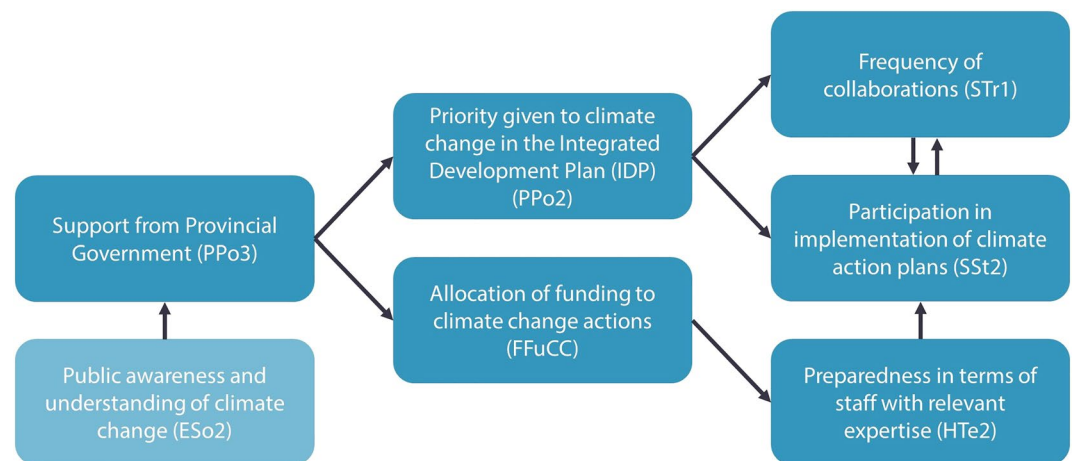 Support from Provincial
Government (PPo3)
Public awareness and
understanding of climate
change (ESo2)
Priority given to climate
change in the Integrated
Development Plan (IDP)
(PPo2)
Allocation of funding to
climate change actions
(FFuCC)
Frequency of
collaborations (STr1)
Participation in
implementation of climate
action plans (SSt2)
Preparedness in terms of
staff with relevant
expertise (HTe2)